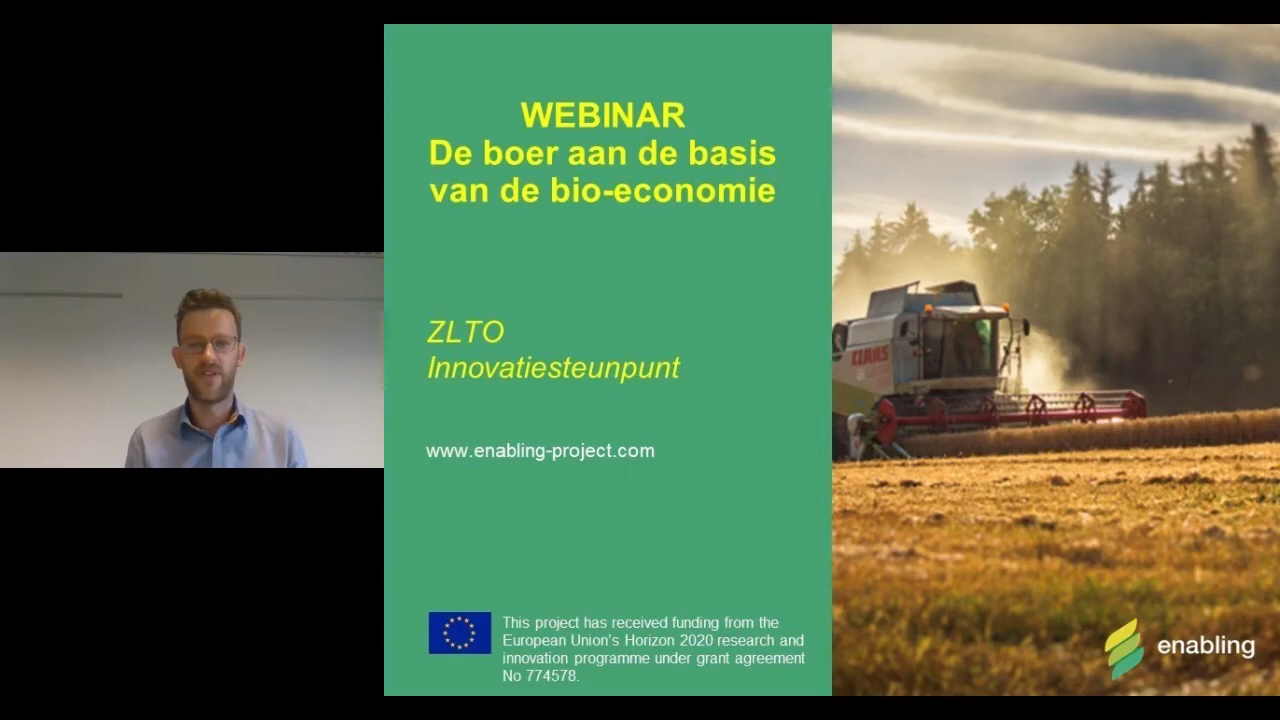 WEBINAR
De boer aan de basis
van de bio-economie
ZLTO
Innovatiesteunpunt
www.enabling-project.com
This project has received funding from the
European Union's Horizon 2020 research and
innovation programme under grant agreement
No 774578.
CLAAS
enabling